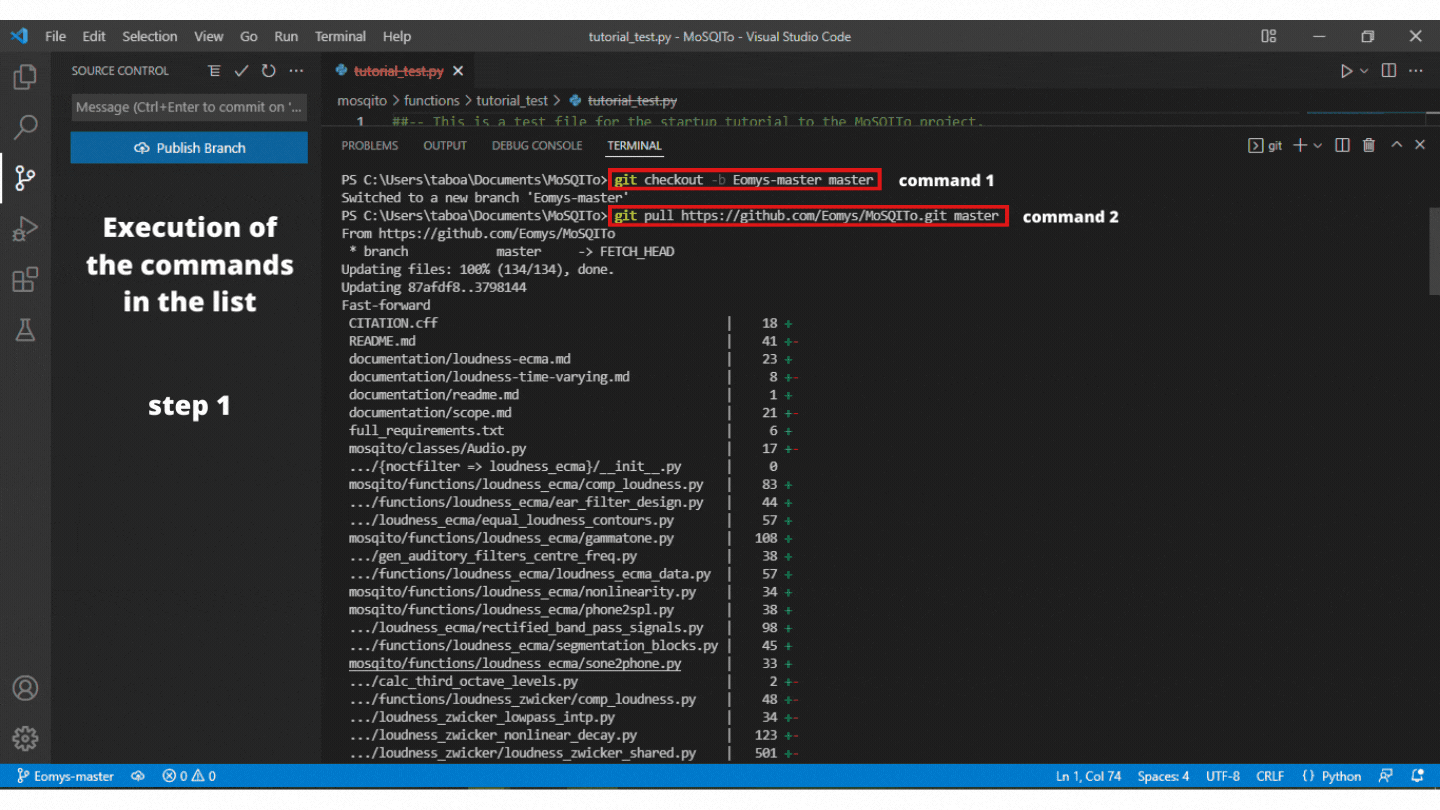 File Edit Selection View Go Run Terminal Help
tutorial_test.py - MoSQITo - Visual Studio Code
SOURCE CONTROL
tutorial_test.py
Message (Ctrl+Enter to commit on '...
mosqito > functions > tutorial_test > tutorial_test.py
1 ##-- This is a test file for the startup tutorial to the MoSQITo project.
Publish Branch
PROBLEMS OUTPUT DEBUG CONSOLE TERMINAL
git
Execution of
the commands
in the list
step 1
PS C:\Users\taboa\Documents\MoSQITo> git checkout -b Eomys-master master
command 1
Switched to a new branch 'Eomys-master'
PS C:\Users\taboa\Documents\MoSQITo> git pull https://github.com/Eomys/MoSQITo.git master
command 2
From https://github.com/Eomys/MoSQITo
* branch master -> FETCH_HEAD
Updating files: 100% (134/134), done.
Updating 87afdf8..3798144
Fast-forward
CITATION.cff | 18 +
README.md | 41 +-
documentation/loudness-ecma.md | 23 +
documentation/loudness-time-varying.md | 8 +-
documentation/readme.md | 1 +
documentation/scope.md | 21 +-
full_requirements.txt | 6 +
mosqito/classes/Audio.py | 17 +-
.../{noctfilter => loudness_ecma}/__init__.py | 0
mosqito/functions/loudness_ecma/comp_loudness.py | 83 +
.../functions/loudness_ecma/ear_filter_design.py | 44 +
.../loudness_ecma/equal_loudness_contours.py | 57 +
mosqito/functions/loudness_ecma/gammatone.py | 108 +
.../gen_auditory_filters_centre_freq.py | 38 +
.../functions/loudness_ecma/loudness_ecma_data.py | 57 +
mosqito/functions/loudness_ecma/nonlinearity.py | 34 +
mosqito/functions/loudness_ecma/phone2spl.py | 38 +
.../loudness_ecma/rectified_band_pass_signals.py | 98 +
.../functions/loudness_ecma/segmentation_blocks.py | 45 +
mosqito/functions/loudness_ecma/sone2phone.py | 33 +
.../calc_third_octave_levels.py | 2 +-
.../functions/loudness_zwicker/comp_loudness.py | 48 +-
.../loudness_zwicker_lowpass_intp.py | 34 +-
.../loudness_zwicker_nonlinear_decay.py | 123 +-
.../loudness_zwicker/loudness_zwicker_shared.py | 501 +-
Eomys-master 0 0
Ln 1, Col 74 Spaces: 4 UTF-8 CRLF {} Python